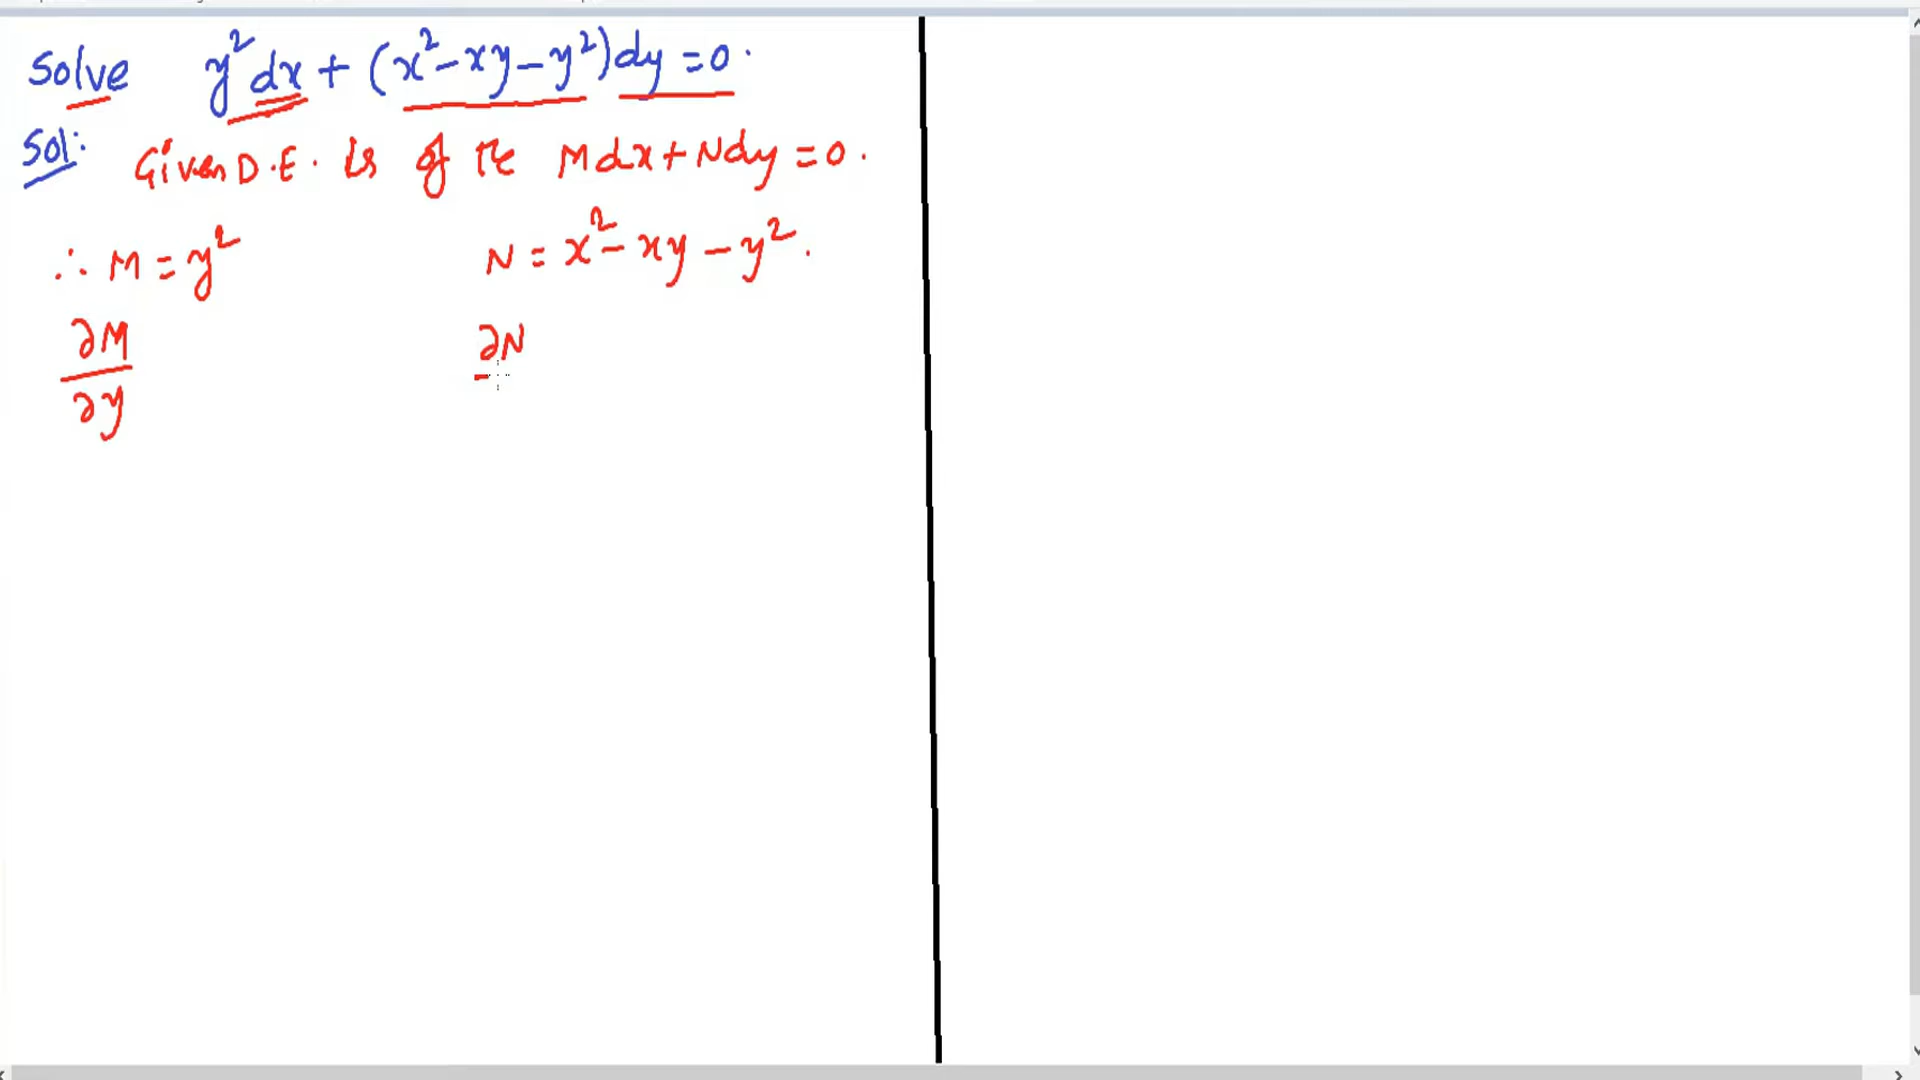 Solve y²dx + (x²-xy-y²)dy = 0.
Sol: Given D.E. is of the Mdx + Ndy = 0.
∴ M = y² N = x² - xy - y².
∂M/∂y ∂N